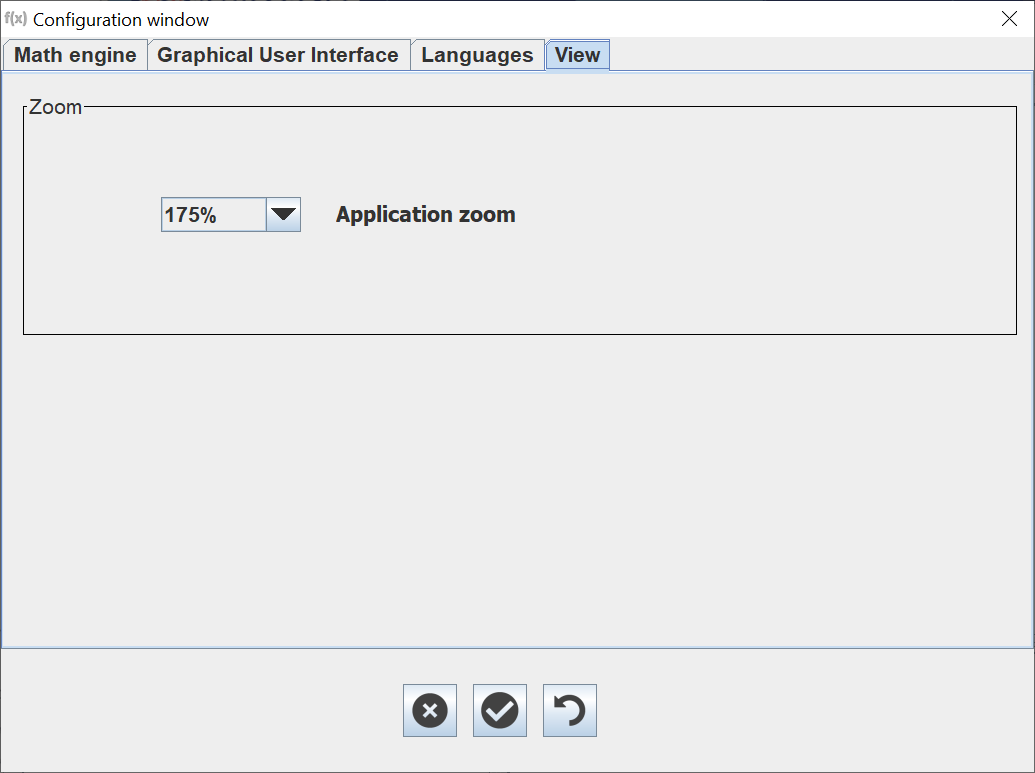 f(x) Configuration window
Math engine Graphical User Interface Languages View
Zoom
175% Application zoom